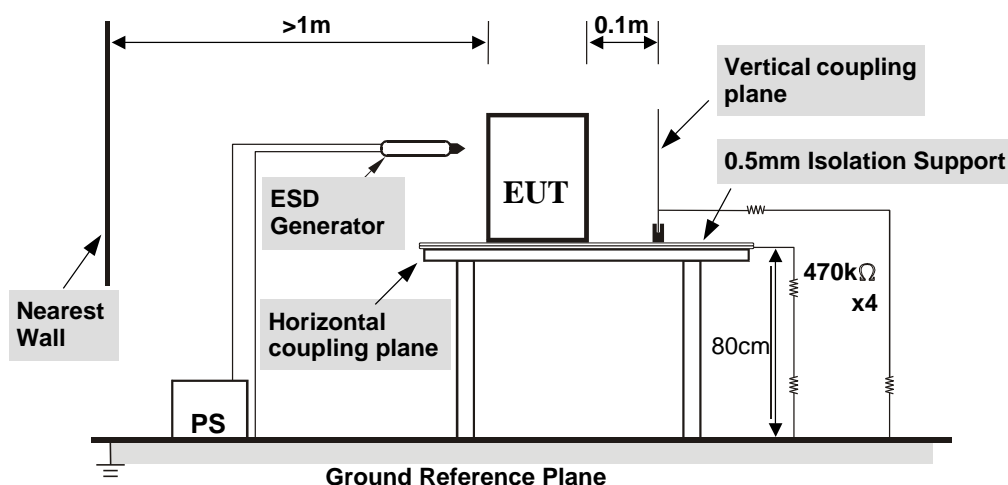 >1m
0.1m
Vertical coupling
plane
0.5mm Isolation Support
ESD
Generator
EUT
Nearest
Wall
Horizontal
coupling plane
470kΩ
x4
80cm
PS
Ground Reference Plane